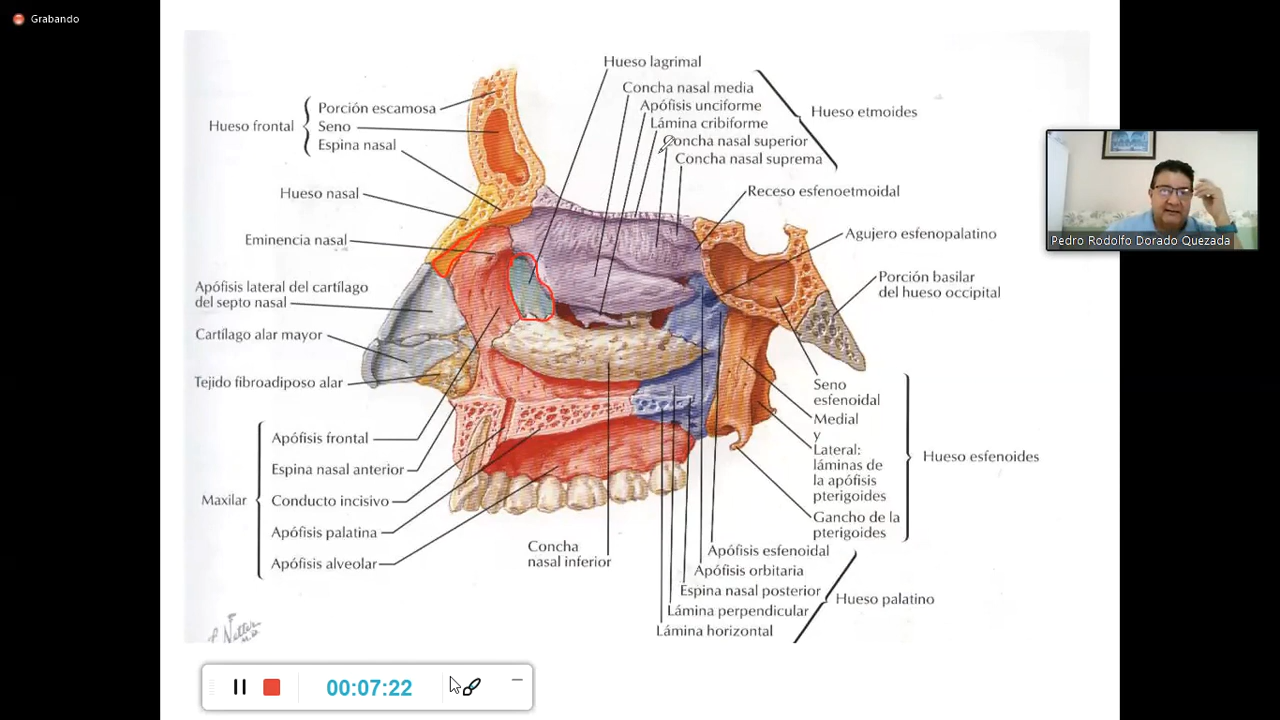 Grabando
Hueso lagrimal
Concha nasal media
Apófisis unciforme
Lámina cribiforme
Concha nasal superior
Concha nasal suprema
Hueso etmoides
Porción escamosa
Seno
Espina nasal
Hueso frontal
Hueso nasal
Eminencia nasal
Apófisis lateral del cartílago
del septo nasal
Cartílago alar mayor
Tejido fibroadiposo alar
Receso esfenoetmoidal
Agujero esfenopalatino
Porción basilar
del hueso occipital
Pedro Rodolfo Dorado Quezada
Apófisis frontal
Espina nasal anterior
Conducto incisivo
Apófisis palatina
Apófisis alveolar
Maxilar
Seno
esfenoidal
Medial
y
Lateral:
láminas de
la apófisis
pterigoides
Gancho de la
pterigoides
Hueso esfenoides
Concha
nasal inferior
Apófisis esfenoidal
Apófisis orbitaria
Espina nasal posterior
Lámina perpendicular
Lámina horizontal
Hueso palatino
00:07:22